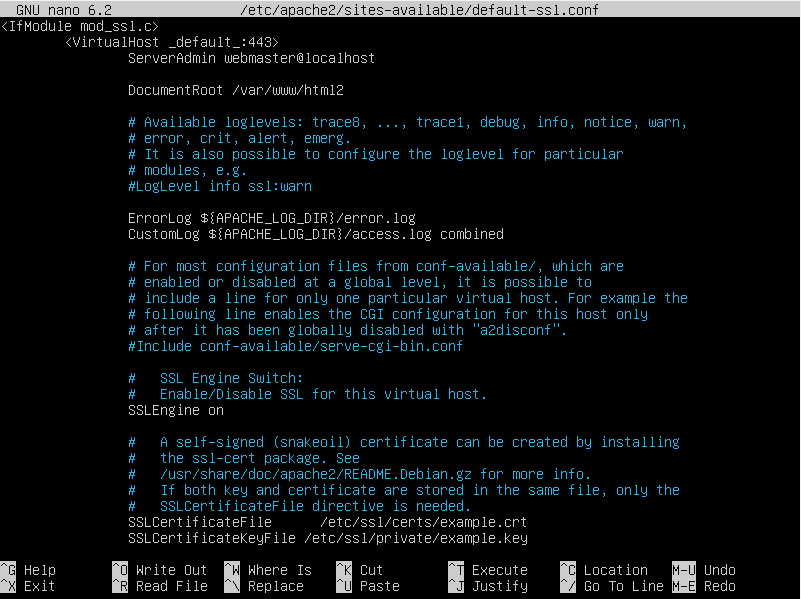 GNU nano 6.2 /etc/apache2/sites-available/default-ssl.conf
<IfModule mod_ssl.c>
<VirtualHost _default_:443>
ServerAdmin webmaster@localhost
DocumentRoot /var/www/html2
# Available loglevels: trace8, ..., trace1, debug, info, notice, warn,
# error, crit, alert, emerg.
# It is also possible to configure the loglevel for particular
# modules, e.g.
#LogLevel info ssl:warn
ErrorLog ${APACHE_LOG_DIR}/error.log
CustomLog ${APACHE_LOG_DIR}/access.log combined
# For most configuration files from conf-available/, which are
# enabled or disabled at a global level, it is possible to
# include a line for only one particular virtual host. For example the
# following line enables the CGI configuration for this host only
# after it has been globally disabled with "a2disconf".
#Include conf-available/serve-cgi-bin.conf
# SSL Engine Switch:
# Enable/Disable SSL for this virtual host.
SSLEngine on
# A self-signed (snakeoil) certificate can be created by installing
# the ssl-cert package. See
# /usr/share/doc/apache2/README.Debian.gz for more info.
# If both key and certificate are stored in the same file, only the
# SSLCertificateFile directive is needed.
SSLCertificateFile /etc/ssl/certs/example.crt
SSLCertificateKeyFile /etc/ssl/private/example.key
^G Help ^O Write Out ^W Where Is ^K Cut ^T Execute ^C Location M-U Undo
^X Exit ^R Read File ^\ Replace ^U Paste ^J Justify ^/ Go To Line M-E Redo